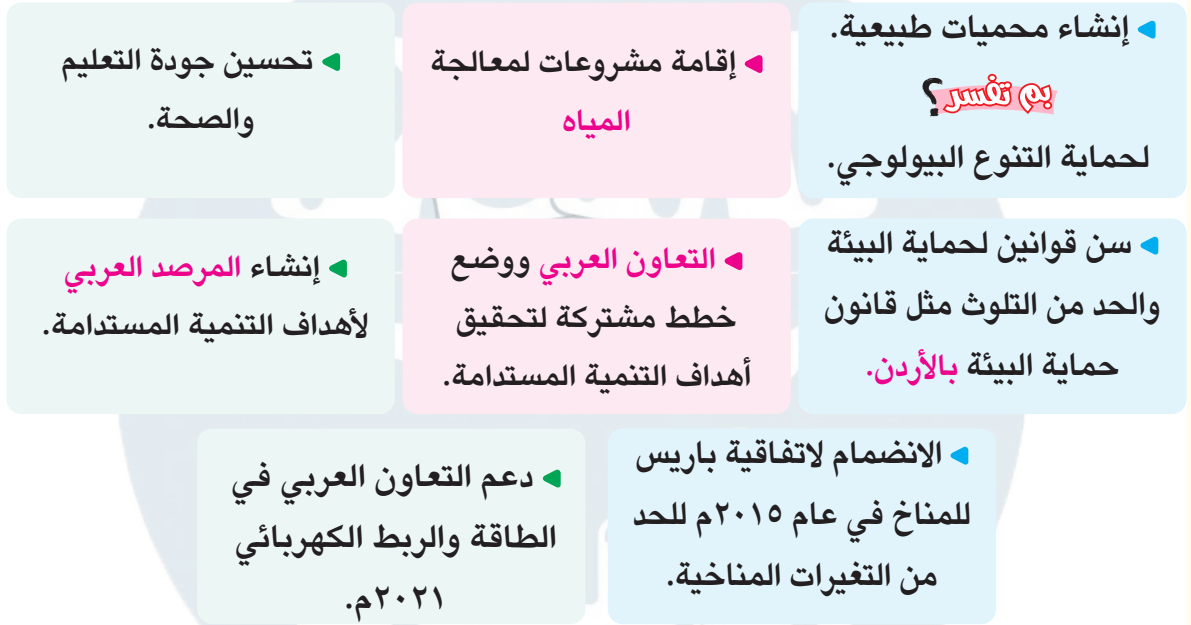 ◀ إنشاء محميات طبيعية.
بم تفسر؟
لحماية التنوع البيولوجي.
◀ إقامة مشروعات لمعالجة
المياه
◀ تحسين جودة التعليم
والصحة.
◀ سن قوانين لحماية البيئة
والحد من التلوث مثل قانون
حماية البيئة بالأردن.
◀ التعاون العربي ووضع
خطط مشتركة لتحقيق
أهداف التنمية المستدامة.
◀ إنشاء المرصد العربي
لأهداف التنمية المستدامة.
◀ الانضمام لاتفاقية باريس
للمناخ في عام ٢٠١٥م للحد
من التغيرات المناخية.
◀ دعم التعاون العربي في
الطاقة والربط الكهربائي
٢٠٢١م.